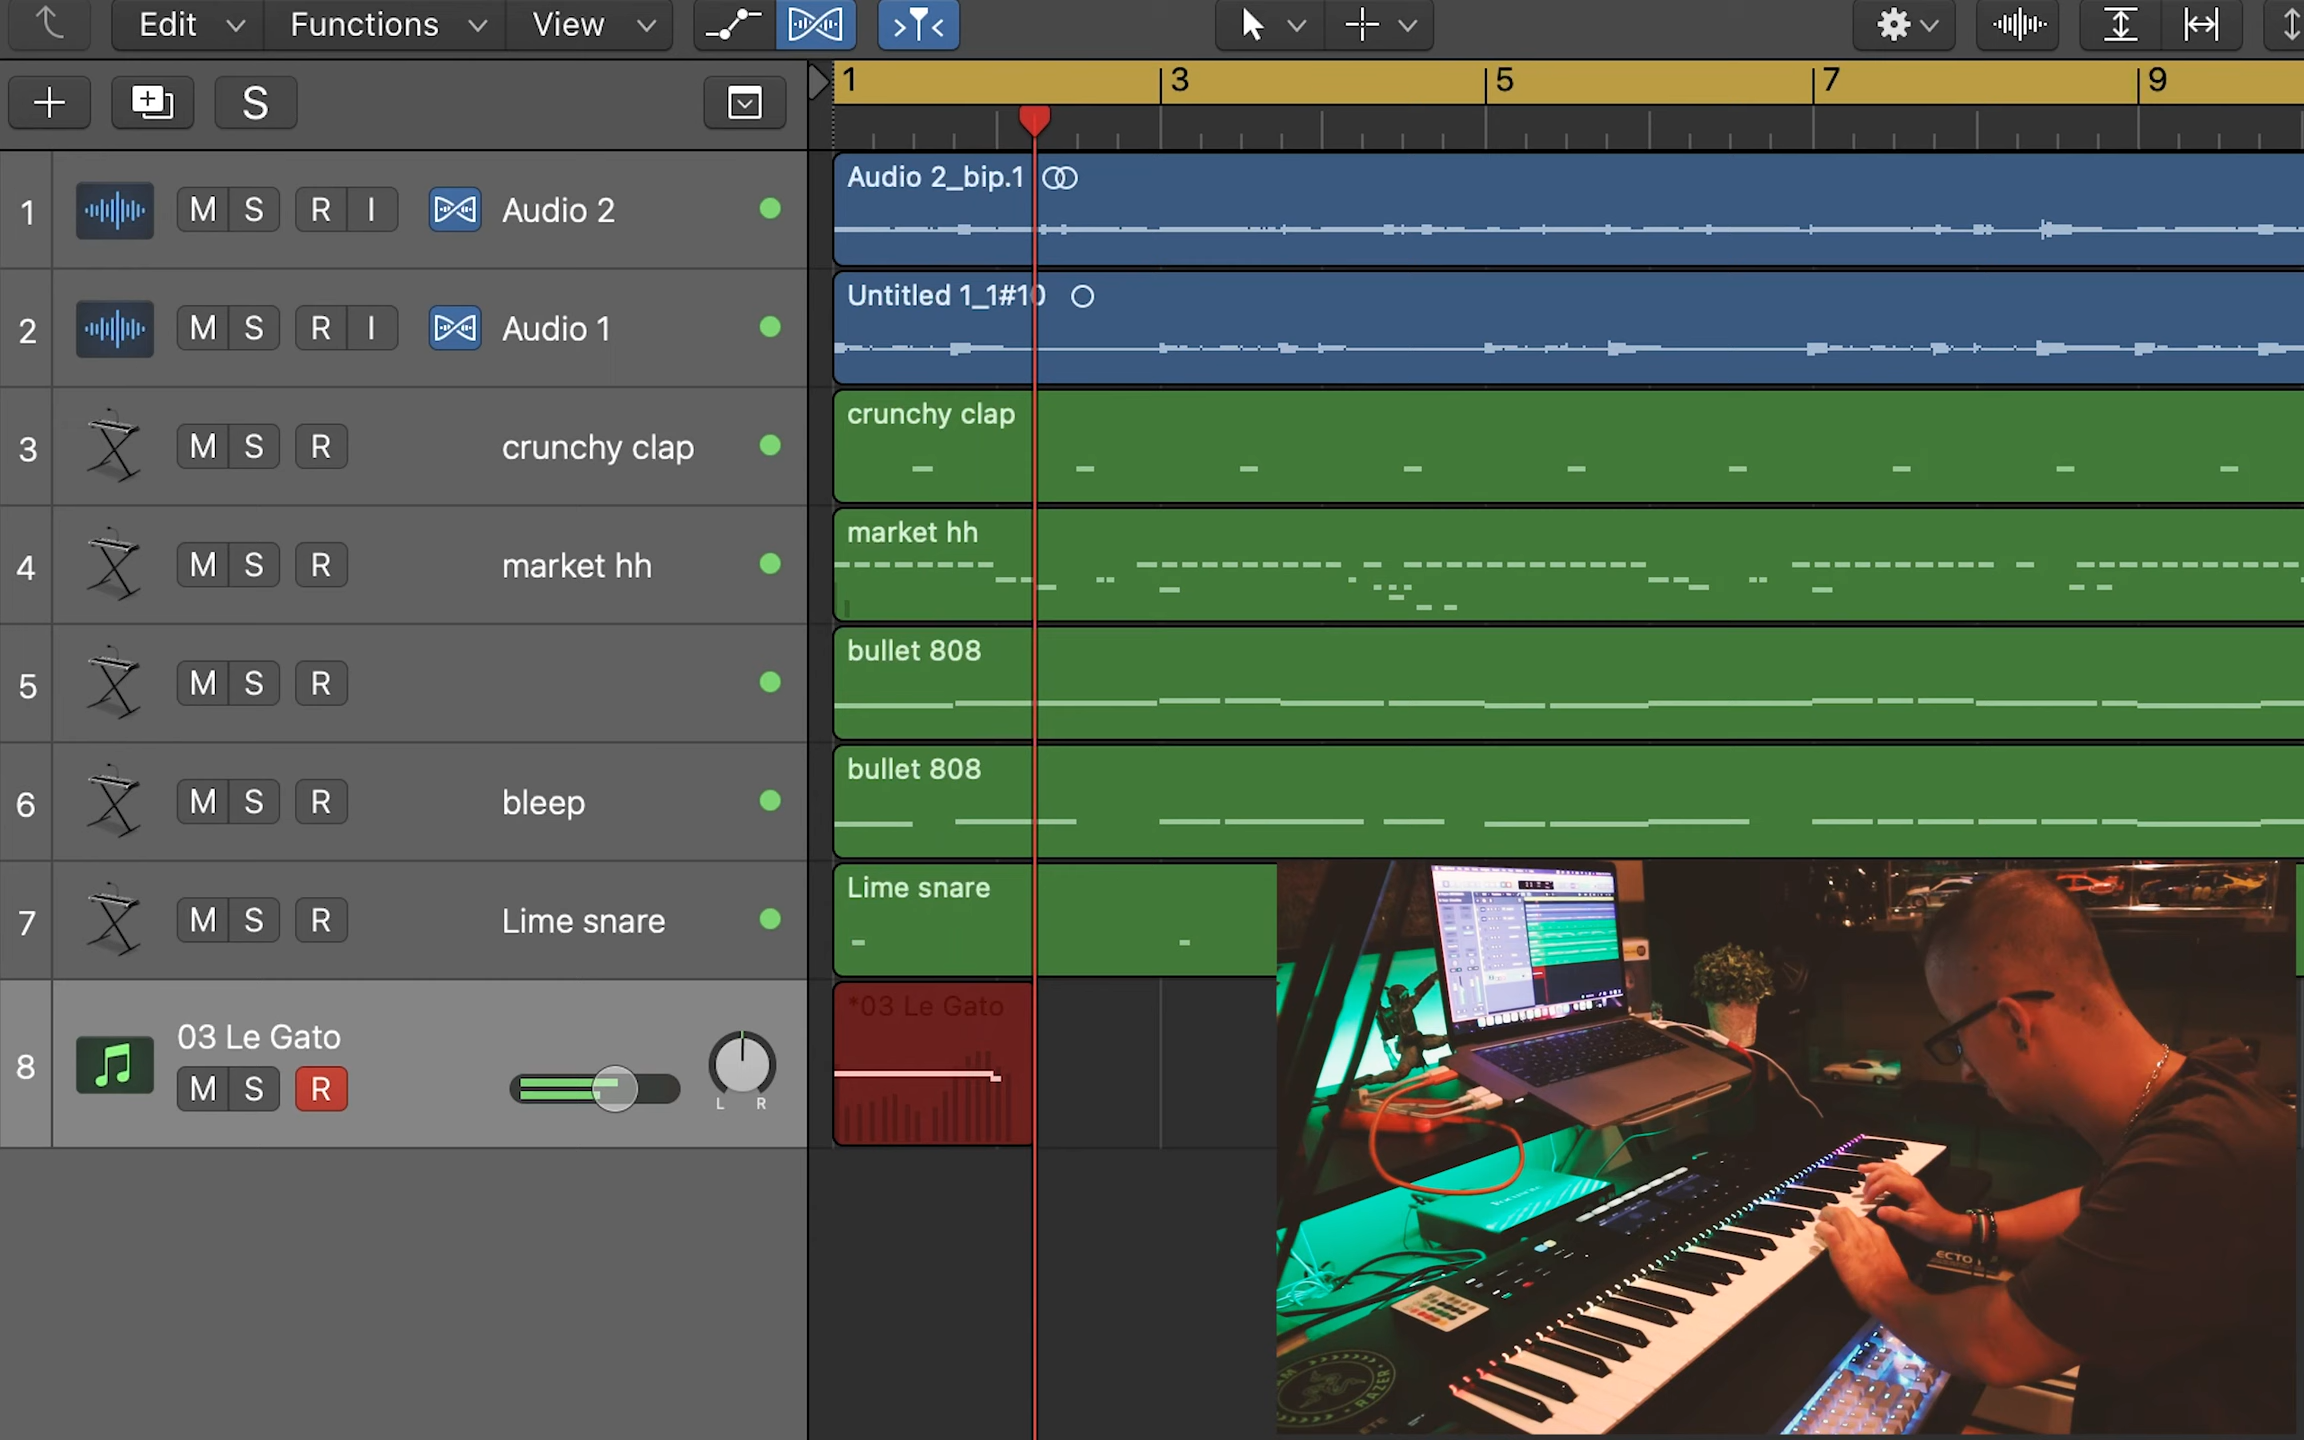 Edit Functions View
1 3 5 7 9
S
1 M S R I Audio 2
Audio 2_bip.1
2 M S R I Audio 1
Untitled 1_1#10
3 M S R crunchy clap
crunchy clap
4 M S R market hh
market hh
5 M S R
bullet 808
6 M S R bleep
bullet 808
7 M S R Lime snare
Lime snare
8 03 Le Gato
M S R
L R
*03 Le Gato
ECTO
RAZER